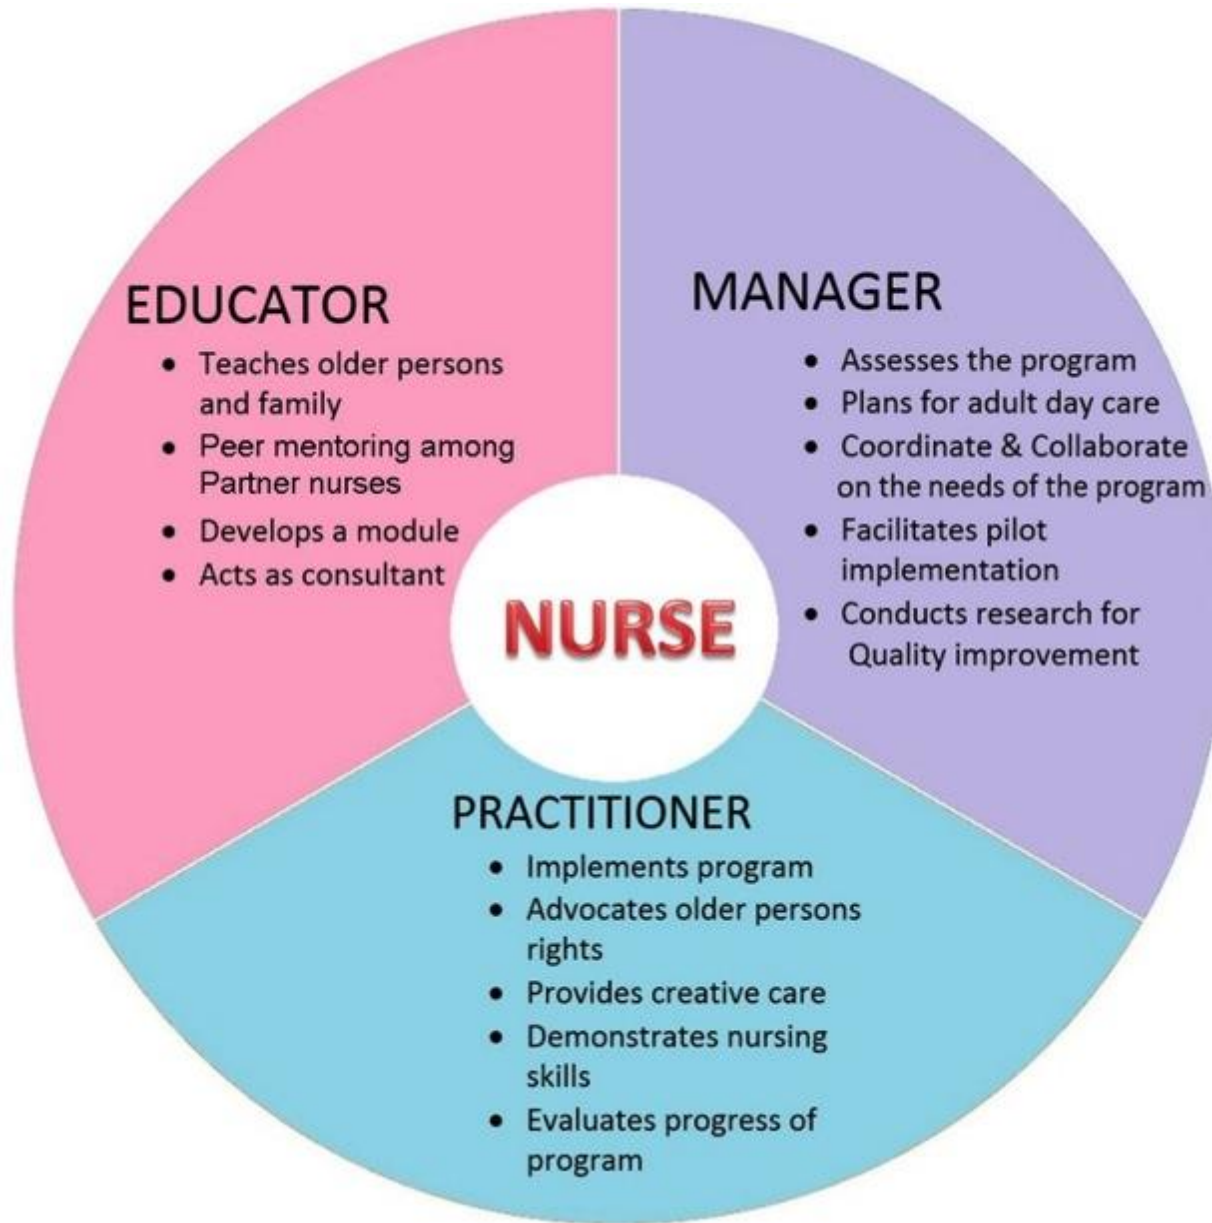 EDUCATOR
• Teaches older persons
and family
• Peer mentoring among
Partner nurses
• Develops a module
• Acts as consultant
MANAGER
• Assesses the program
• Plans for adult day care
• Coordinate & Collaborate
on the needs of the program
• Facilitates pilot
implementation
• Conducts research for
Quality improvement
NURSE
PRACTITIONER
• Implements program
• Advocates older persons
rights
• Provides creative care
• Demonstrates nursing
skills
• Evaluates progress of
program